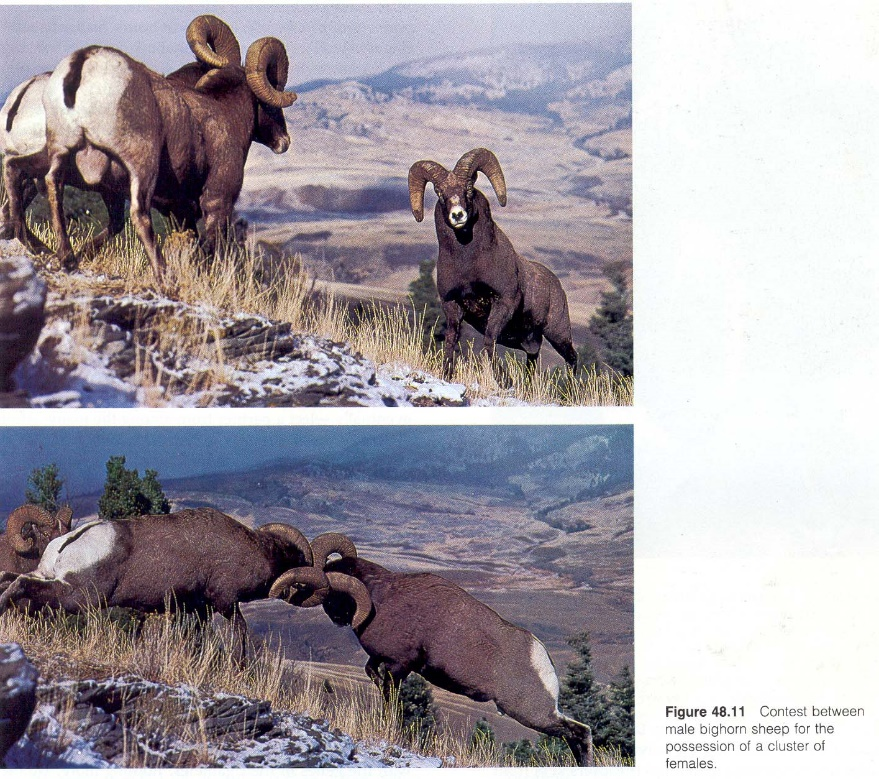 Figure 48.11 Contest between
male bighorn sheep for the
possession of a cluster of
females.